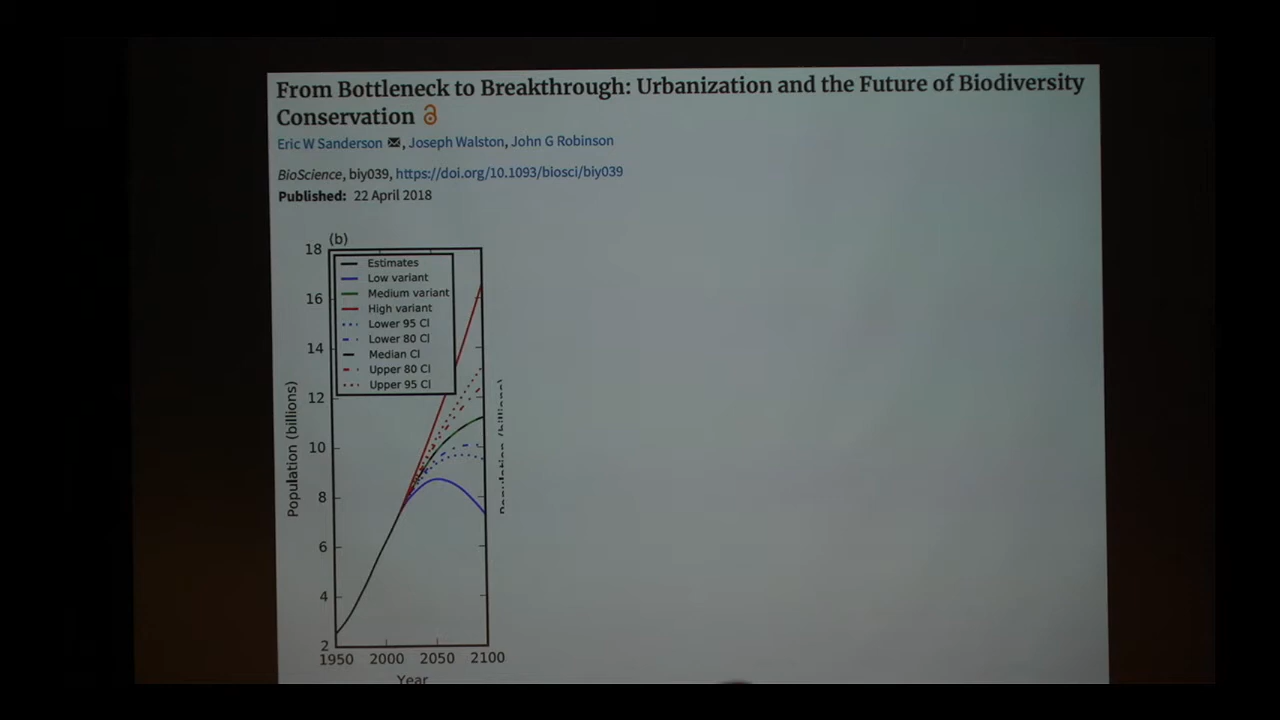 From Bottleneck to Breakthrough: Urbanization and the Future of Biodiversity
Conservation
Eric W Sanderson, Joseph Walston, John G Robinson
BioScience, biy039, https://doi.org/10.1093/biosci/biy039
Published: 22 April 2018
(b)
18
16
14
12
10
8
6
4
2
Population (billions)
Estimates
Low variant
Medium variant
High variant
Lower 95 CI
Lower 80 CI
Median CI
Upper 80 CI
Upper 95 CI
Population (billions)
1950 2000 2050 2100
Year